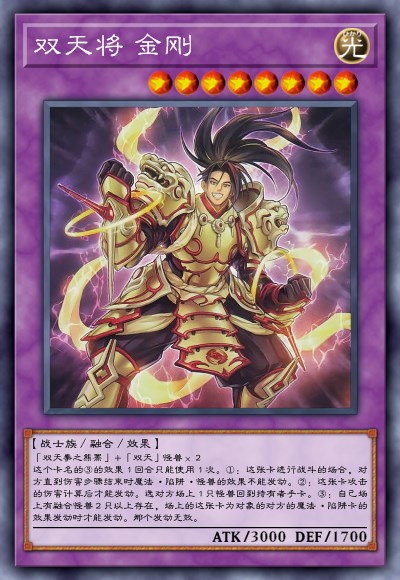 双天将 金刚
ひかり
光
【战士族／融合／效果】
「双天拳之熊罴」+「双天」怪兽×2
这个卡名的③的效果1回合只能使用1次。①：这张卡进行战斗的场合，对
方直到伤害步骤结束时魔法·陷阱·怪兽的效果不能发动。②：这张卡攻击
的伤害计算后才能发动。选对方场上1只怪兽回到持有者手卡。③：自己场
上有融合怪兽2只以上存在，场上的这张卡为对象的对方的魔法·陷阱卡的
效果发动时才能发动。那个发动无效。
ATK/3000 DEF/1700